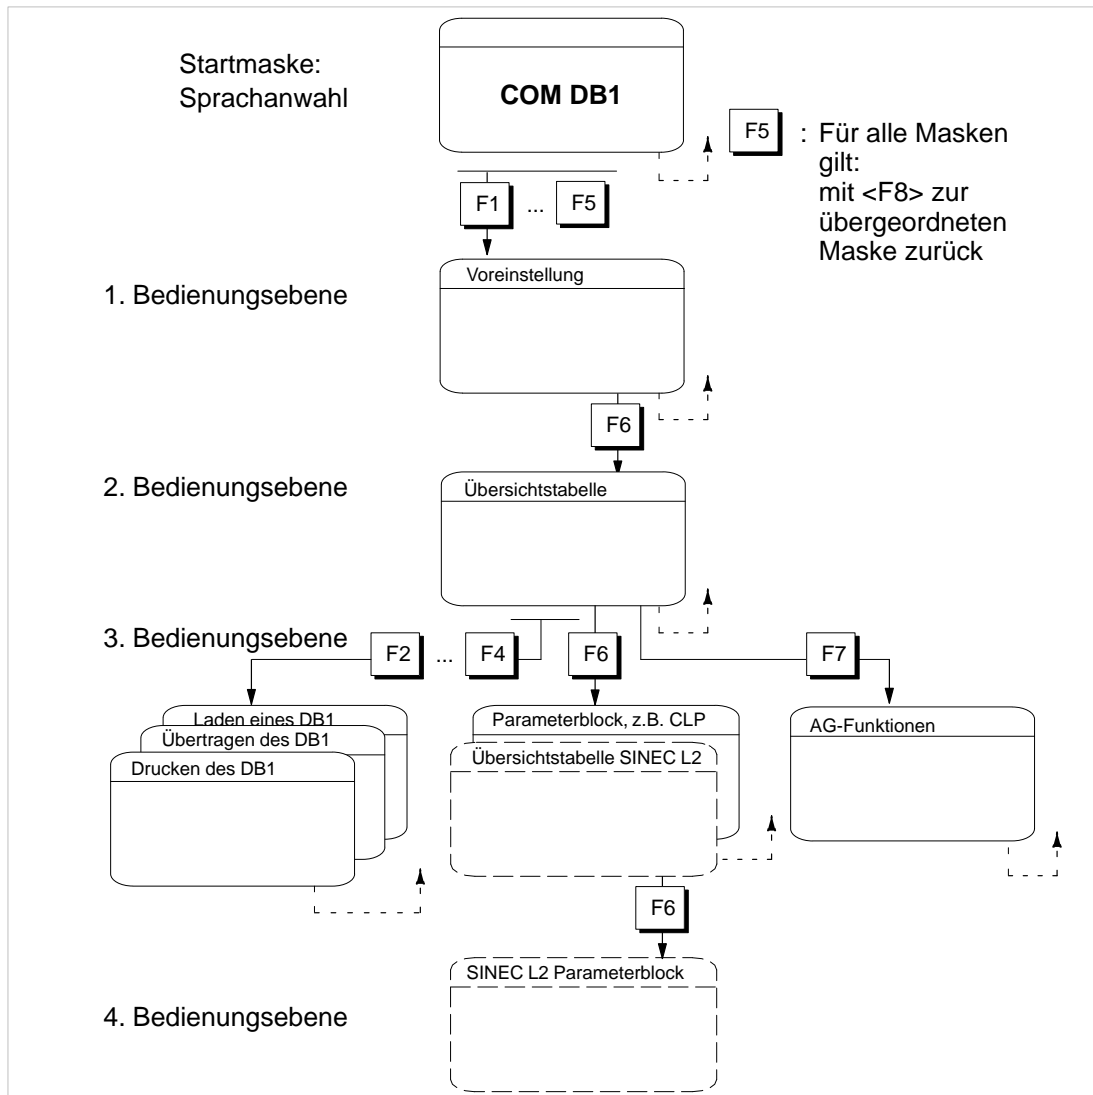 Startmaske:
Sprachanwahl
COM DB1
F5 : Für alle Masken
gilt:
mit <F8> zur
übergeordneten
Maske zurück
F1 ... F5
1. Bedienungsebene
Voreinstellung
F6
2. Bedienungsebene
Übersichtstabelle
3. Bedienungsebene
F2 ... F4
F6
F7
Laden eines DB1
Übertragen des DB1
Drucken des DB1
Parameterblock, z.B. CLP
Übersichtstabelle SINEC L2
AG-Funktionen
F6
SINEC L2 Parameterblock
4. Bedienungsebene